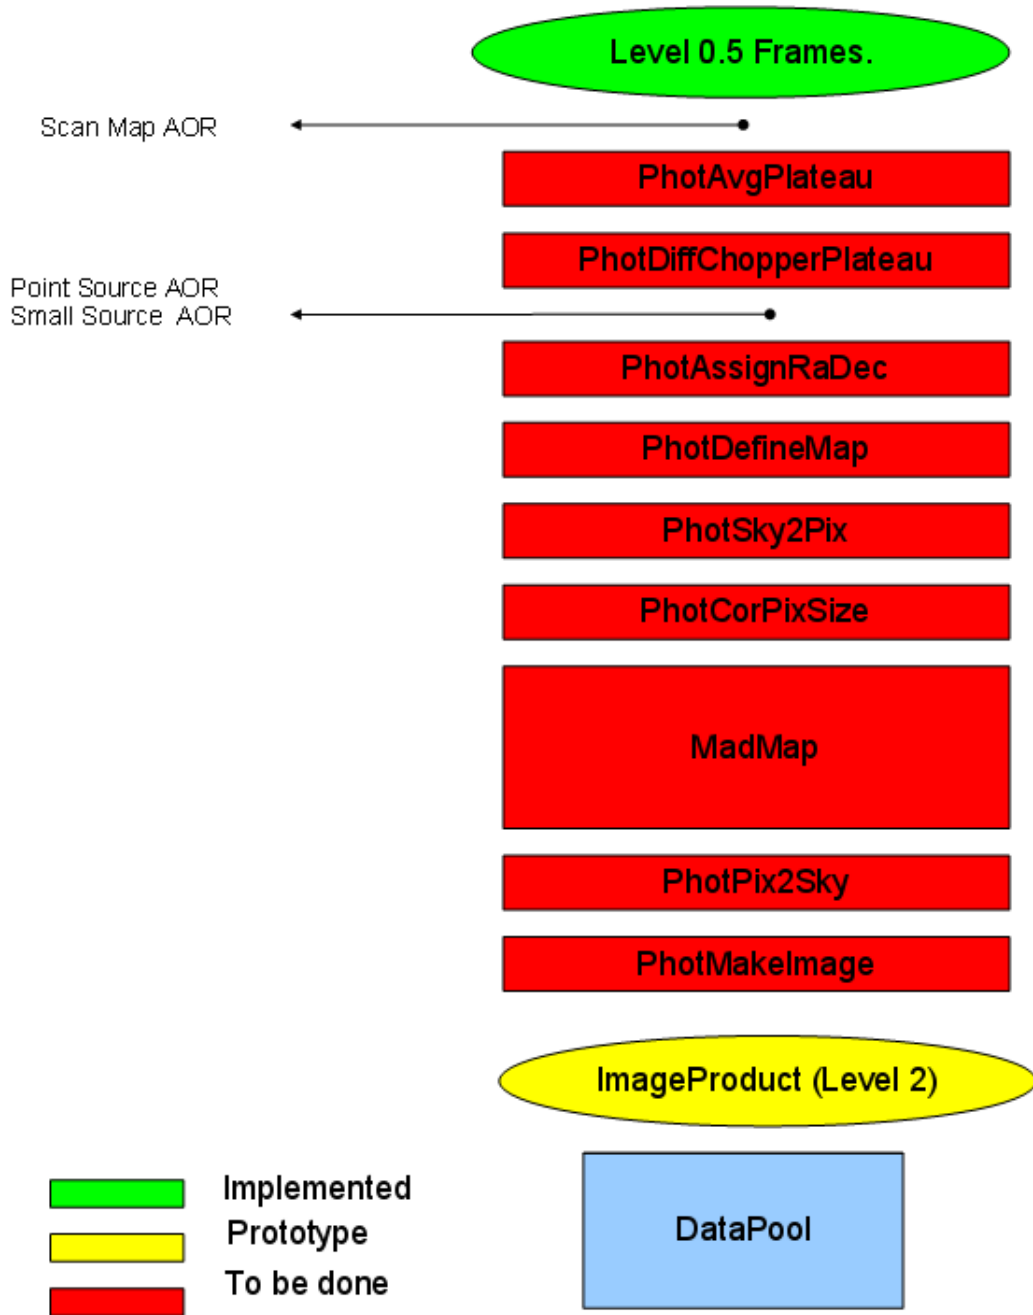 Level 0.5 Frames.
Scan Map AOR
PhotAvgPlateau
PhotDiffChopperPlateau
Point Source AOR
Small Source AOR
PhotAssignRaDec
PhotDefineMap
PhotSky2Pix
PhotCorPixSize
MadMap
PhotPix2Sky
PhotMakeImage
ImageProduct (Level 2)
Implemented
Prototype
To be done
DataPool